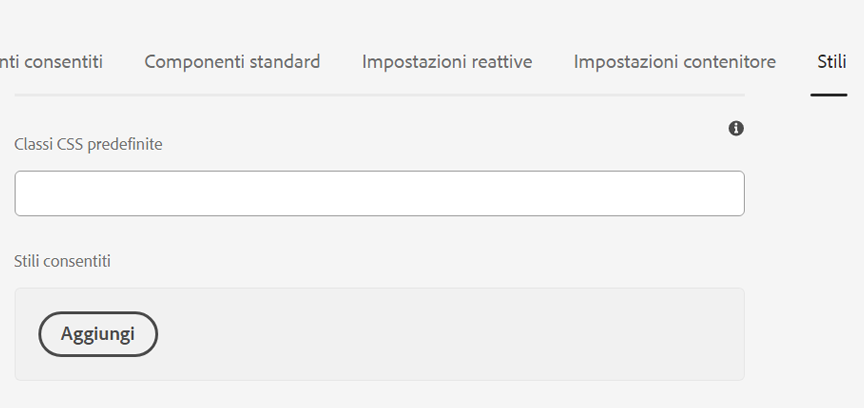 nti consentiti Componenti standard Impostazioni reattive Impostazioni contenitore Stili
Classi CSS predefinite
Stili consentiti
Aggiungi